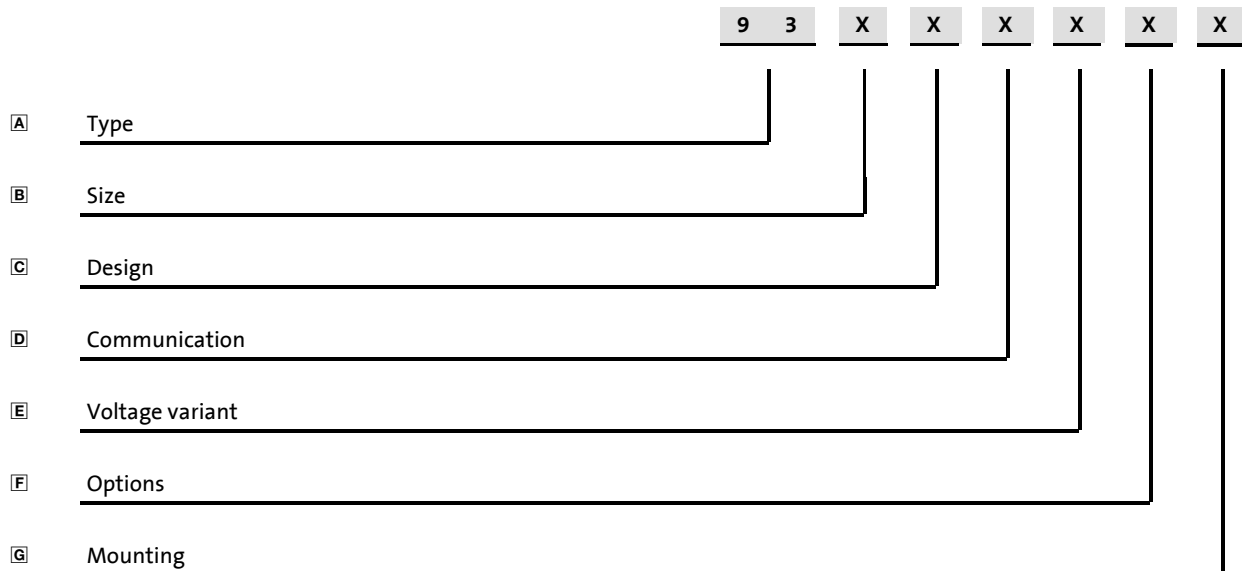 9 3 X X X X X X
A Type
B Size
C Design
D Communication
E Voltage variant
F Options
G Mounting